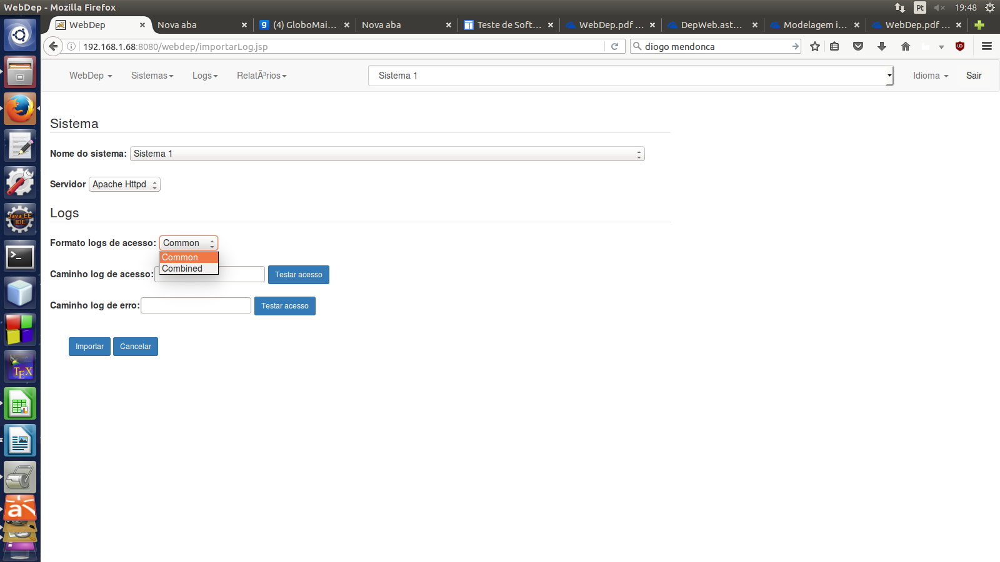 WebDep - Mozilla Firefox
Pt
19:48
WebDep
Nova aba
(4) GloboMai...
Nova aba
Teste de Soft...
WebDep.pdf ...
DepWeb.ast...
Modelagem i...
WebDep.pdf ...
192.168.1.68:8080/webdep/importarLog.jsp
diogo mendonca
WebDep
Sistemas
Logs
RelatÃ³rios
Sistema 1
Idioma
Sair
Sistema
Nome do sistema: Sistema 1
Servidor Apache Httpd
Logs
Formato logs de acesso: Common
Common
Combined
Caminho log de acesso: Testar acesso
Caminho log de erro: Testar acesso
Importar Cancelar
Java EE
IDE
TEX